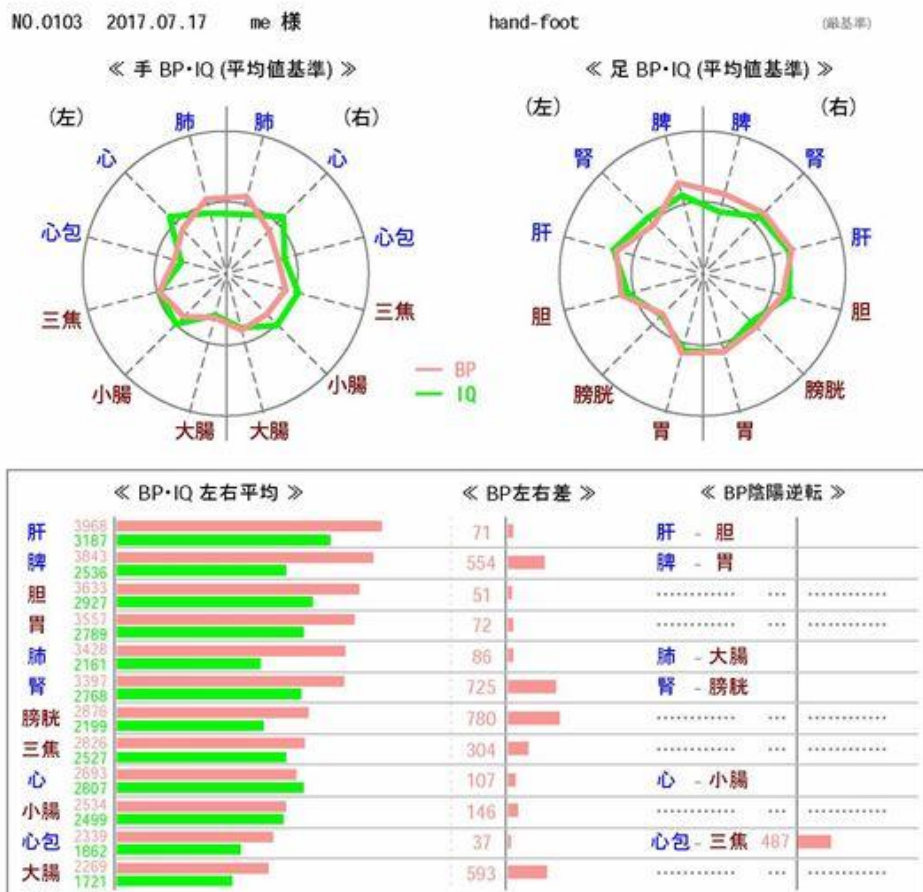 NO.0103 2017.07.17 me 様 hand-foot
≪ 手 BP・IQ (平均値基準) ≫ ≪ 足 BP・IQ (平均値基準) ≫
(左) 肺 肺 (右) (左) 脾 脾 (右)
心 心 腎 腎
心包 心包 肝 肝
三焦 三焦 胆 胆
小腸 小腸 膀胱 膀胱
大腸 大腸 胃 胃
BP
IQ
≪ BP・IQ 左右平均 ≫ ≪ BP左右差 ≫ ≪ BP陰陽逆転 ≫
肝 3968 3187 71 肝 - 胆
脾 3843 2536 554 脾 - 胃
胆 3633 2927 51
胃 3557 2789 72
肺 3428 2161 86 肺 - 大腸
腎 3397 2768 725 腎 - 膀胱
膀胱 2876 2199 780
三焦 2826 2527 304
心 2693 2807 107 心 - 小腸
小腸 2534 2499 146
心包 2339 1862 37 心包 - 三焦 487
大腸 2269 1721 593